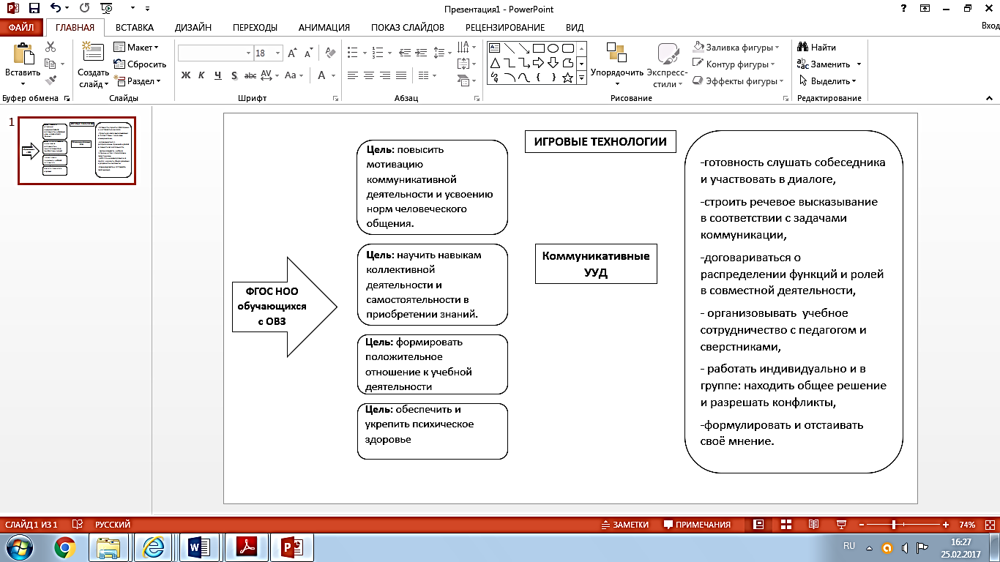 Презентация1 - PowerPoint
ФАЙЛ ГЛАВНАЯ ВСТАВКА ДИЗАЙН ПЕРЕХОДЫ АНИМАЦИЯ ПОКАЗ СЛАЙДОВ РЕЦЕНЗИРОВАНИЕ ВИД Вход
Вставить
Буфер обмена
Создать
слайд
Макет
Сбросить
Раздел
Слайды
18
Ж К Ч S abc AV Aa А
Шрифт
Абзац
Упорядочить
Экспресс-
стили
Заливка фигуры
Контур фигуры
Эффекты фигуры
Рисование
Найти
Заменить
Выделить
Редактирование
1
ФГОС НОО
обучающихся
с ОВЗ
Цель: повысить
мотивацию
коммуникативной
деятельности и усвоению
норм человеческого
общения.
Цель: научить навыкам
коллективной
деятельности и
самостоятельности в
приобретении знаний.
Цель: формировать
положительное
отношение к учебной
деятельности
Цель: обеспечить и
укрепить психическое
здоровье
ИГРОВЫЕ ТЕХНОЛОГИИ
Коммуникативные
УУД
-готовность слушать собеседника
и участвовать в диалоге,
-строить речевое высказывание
в соответствии с задачами
коммуникации,
-договариваться о
распределении функций и ролей
в совместной деятельности,
- организовывать учебное
сотрудничество с педагогом и
сверстниками,
- работать индивидуально и в
группе: находить общее решение
и разрешать конфликты,
-формулировать и отстаивать
своё мнение.
СЛАЙД 1 ИЗ 1 РУССКИЙ ЗАМЕТКИ ПРИМЕЧАНИЯ 74%
RU
16:27
25.02.2017